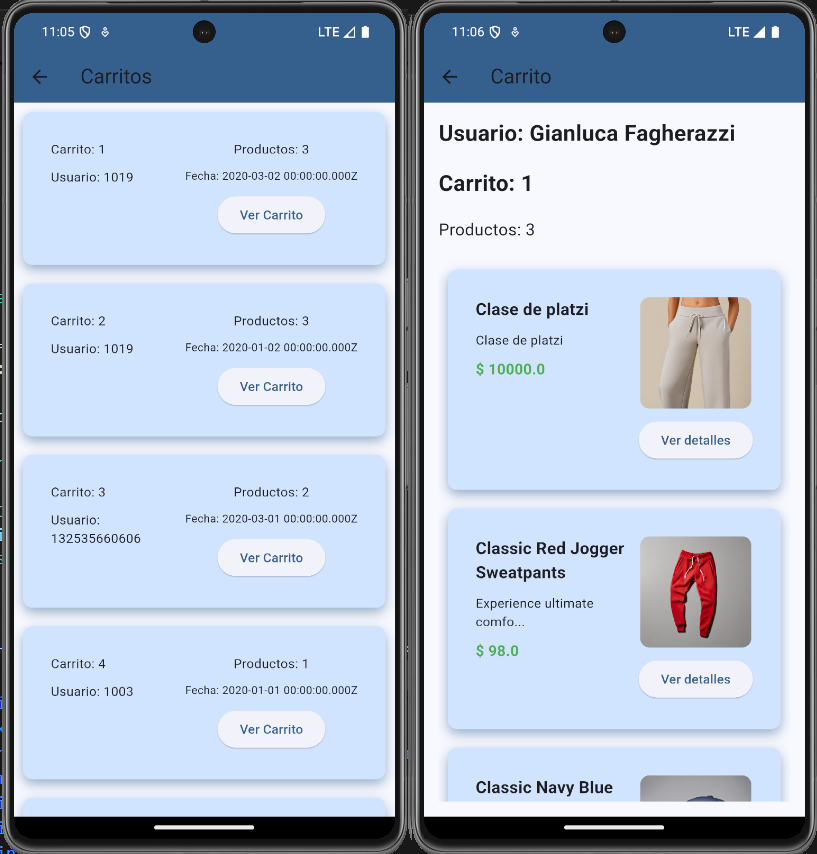 11:05
LTE
Carritos
Carrito: 1
Productos: 3
Usuario: 1019
Fecha: 2020-03-02 00:00:00.000Z
Ver Carrito
Carrito: 2
Productos: 3
Usuario: 1019
Fecha: 2020-01-02 00:00:00.000Z
Ver Carrito
Carrito: 3
Productos: 2
Usuario:
132535660606
Fecha: 2020-03-01 00:00:00.000Z
Ver Carrito
Carrito: 4
Productos: 1
Usuario: 1003
Fecha: 2020-01-01 00:00:00.000Z
Ver Carrito
11:06
LTE
Carrito
Usuario: Gianluca Fagherazzi
Carrito: 1
Productos: 3
Clase de platzi
Clase de platzi
$ 10000.0
Ver detalles
Classic Red Jogger
Sweatpants
Experience ultimate
comfo...
$ 98.0
Ver detalles
Classic Navy Blue